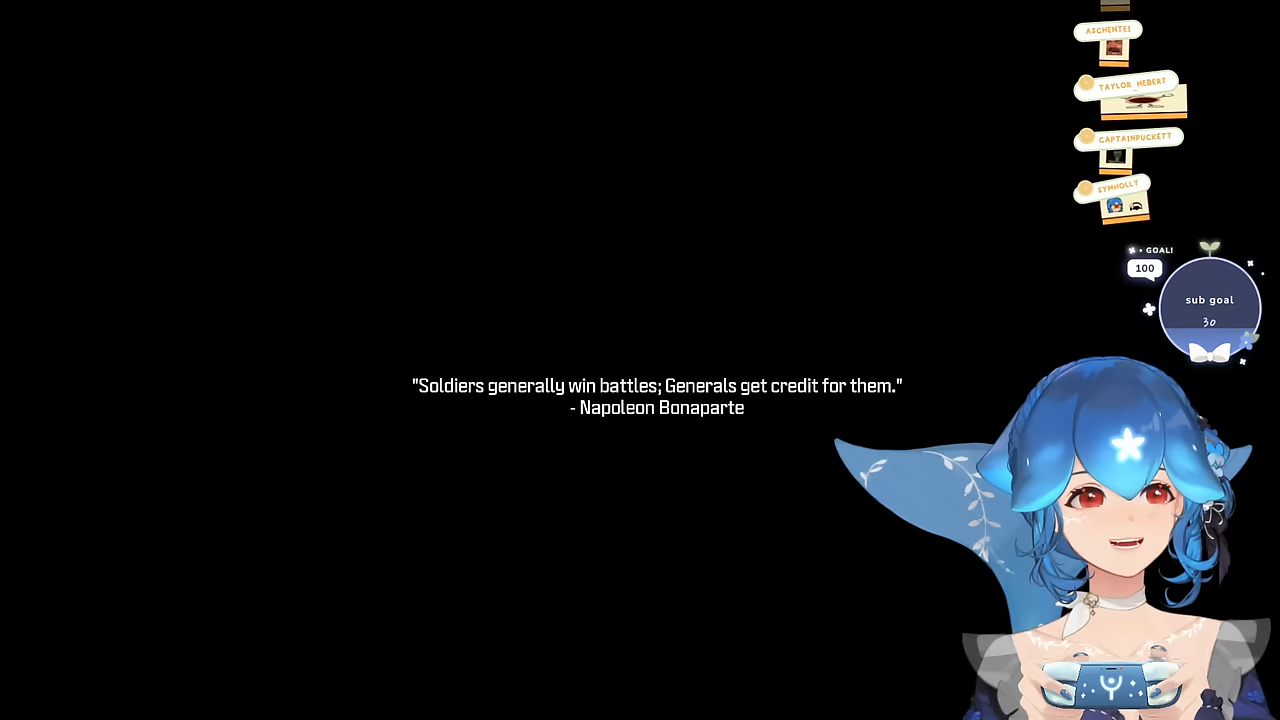 ASCHENTEI
TAYLOR_HEBERT
CAPTAINPUCKETT
SYMHOLLY
• GOAL!
100
sub goal
30
"Soldiers generally win battles; Generals get credit for them."
- Napoleon Bonaparte